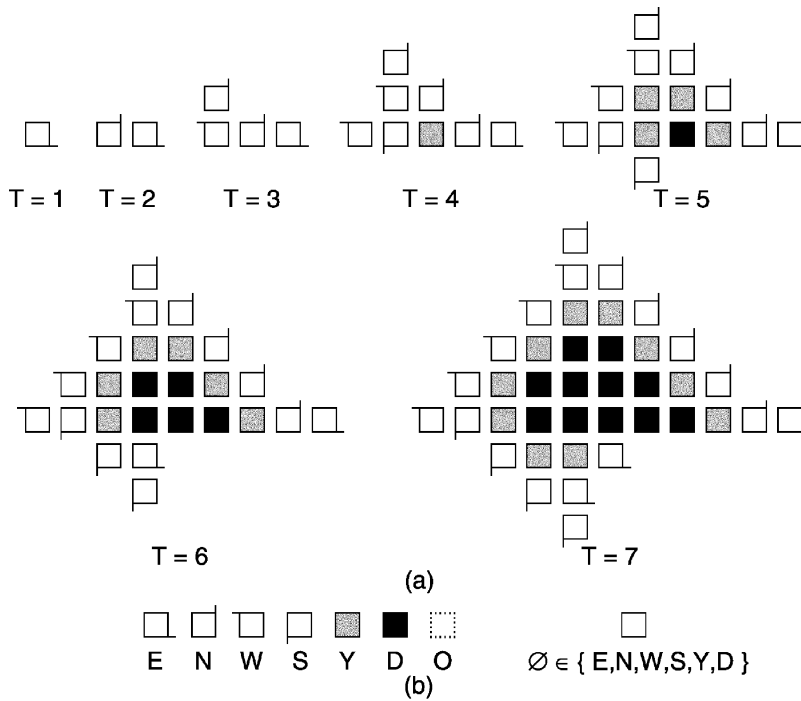 T = 1 T = 2 T = 3 T = 4 T = 5
T = 6 T = 7
(a)
E N W S Y D O ∅ ∈ { E,N,W,S,Y,D }
(b)